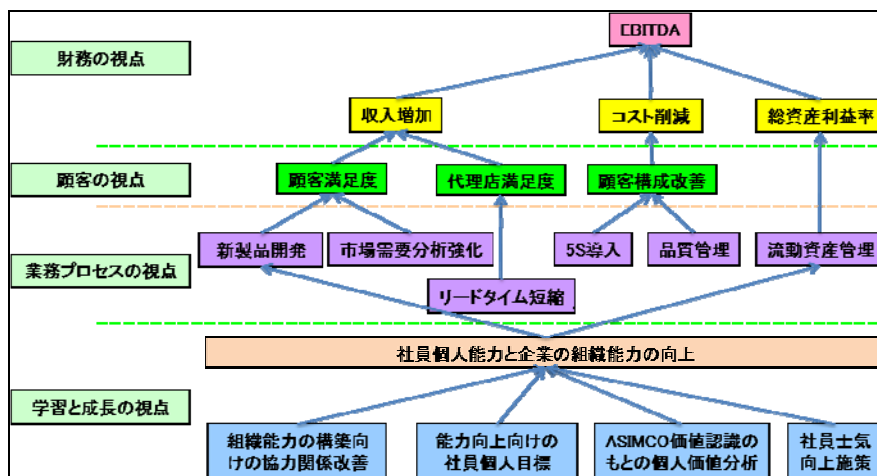 EBITDA
財務の視点
収入増加
コスト削減
総資産利益率
顧客の視点
顧客満足度
代理店満足度
顧客構成改善
新製品開発
市場需要分析強化
5S導入
品質管理
流動資産管理
業務プロセスの視点
リードタイム短縮
社員個人能力と企業の組織能力の向上
学習と成長の視点
組織能力の構築向
けの協力関係改善
能力向上向けの
社員個人目標
ASIMCO価値認識の
もとの個人価値分析
社員士気
向上施策